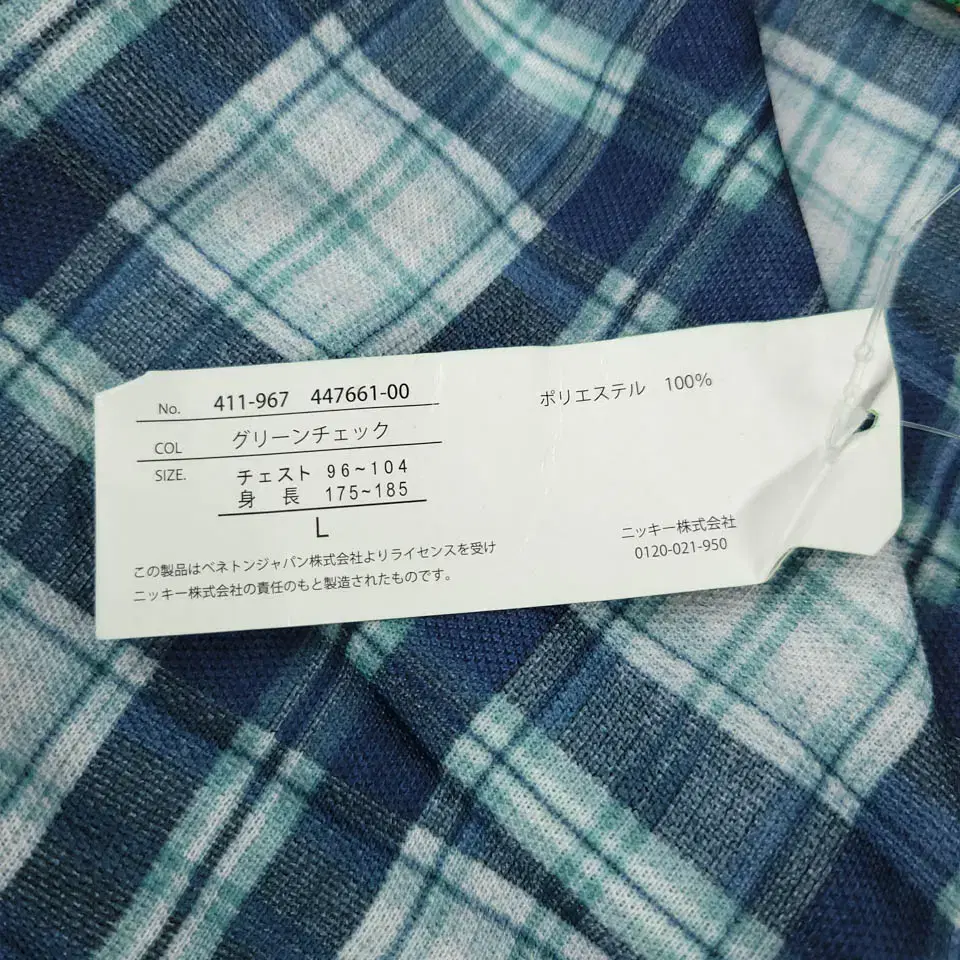 No. 411-967 447661-00
COL グリーンチェック
SIZE. チェスト 96~104
身長 175~185
L
この製品はベネトンジャパン株式会社よりライセンスを受け
ニッキー株式会社の責任のもと製造されたものです。
ポリエステル 100%
ニッキー株式会社
0120-021-950